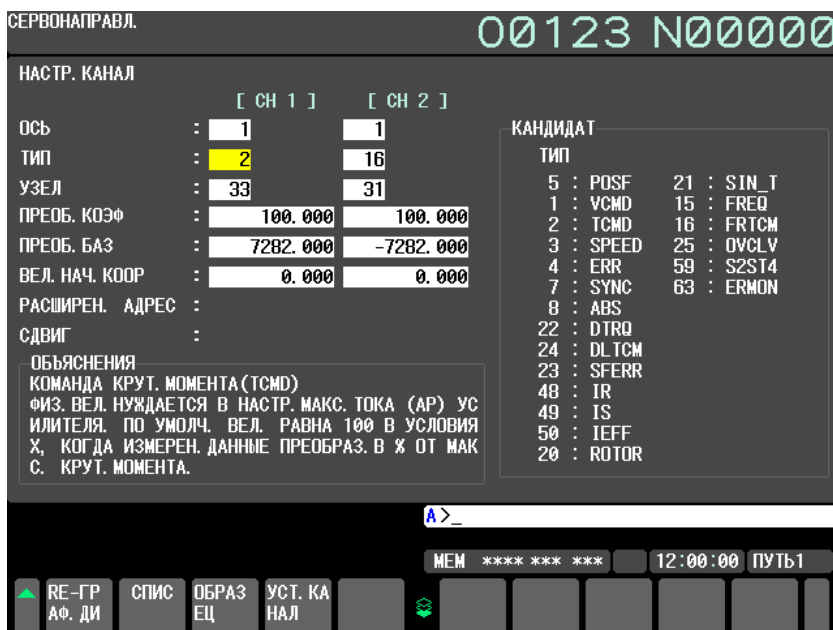 СЕРВОНАПРАВЛ.
O0123 N00000
НАСТР. КАНАЛ
[ CH 1 ] [ CH 2 ]
ОСЬ : 1 1
ТИП : 2 16
УЗЕЛ : 33 31
ПРЕОБ. КОЭФ : 100.000 100.000
ПРЕОБ. БАЗ : 7282.000 -7282.000
ВЕЛ. НАЧ. КООР : 0.000 0.000
РАСШИРЕН. АДРЕС :
СДВИГ :
ОБЬЯСНЕНИЯ
КОМАНДА КРУТ. МОМЕНТА(TCMD)
ФИЗ. ВЕЛ. НУЖДАЕТСЯ В НАСТР. МАКС. ТОКА (AP) УС
ИЛИТЕЛЯ. ПО УМОЛЧ. ВЕЛ. РАВНА 100 В УСЛОВИЯ
Х, КОГДА ИЗМЕРЕН. ДАННЫЕ ПРЕОБРАЗ. В % ОТ МАК
С. КРУТ. МОМЕНТА.
КАНДИДАТ
ТИП
5 : POSF 21 : SIN_T
1 : VCMD 15 : FREQ
2 : TCMD 16 : FRTCM
3 : SPEED 25 : OVCLV
4 : ERR 59 : S2ST4
7 : SYNC 63 : ERMON
8 : ABS
22 : DTRQ
24 : DLTCM
23 : SFERR
48 : IR
49 : IS
50 : IEFF
20 : ROTOR
A>_
MEM **** *** *** 12:00:00 ПУТЬ1
RE-ГР СПИС ОБРАЗ УСТ. КА
АФ. ДИ ЕЦ НАЛ